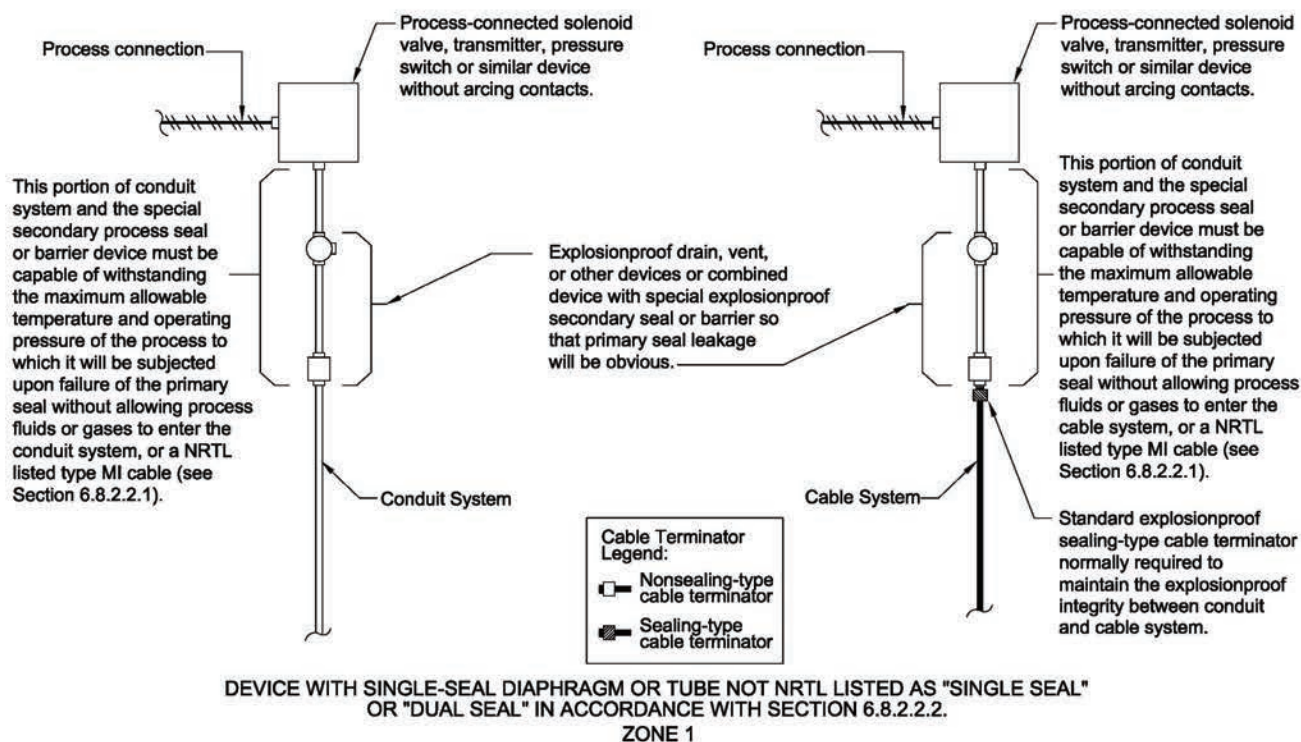 Process connection
Process-connected solenoid
valve, transmitter, pressure
switch or similar device
without arcing contacts.
This portion of conduit
system and the special
secondary process seal
or barrier device must be
capable of withstanding
the maximum allowable
temperature and operating
pressure of the process to
which it will be subjected
upon failure of the primary
seal without allowing process
fluids or gases to enter the
conduit system, or a NRTL
listed type MI cable (see
Section 6.8.2.2.1).
Explosionproof drain, vent,
or other devices or combined
device with special explosionproof
secondary seal or barrier so
that primary seal leakage
will be obvious.
Conduit System
Process connection
Process-connected solenoid
valve, transmitter, pressure
switch or similar device
without arcing contacts.
This portion of conduit
system and the special
secondary process seal
or barrier device must be
capable of withstanding
the maximum allowable
temperature and operating
pressure of the process to
which it will be subjected
upon failure of the primary
seal without allowing process
fluids or gases to enter the
cable system, or a NRTL
listed type MI cable (see
Section 6.8.2.2.1).
Cable System
Standard explosionproof
sealing-type cable terminator
normally required to
maintain the explosionproof
integrity between conduit
and cable system.
Cable Terminator
Legend:
Nonsealing-type
cable terminator
Sealing-type
cable terminator
DEVICE WITH SINGLE-SEAL DIAPHRAGM OR TUBE NOT NRTL LISTED AS "SINGLE SEAL"
OR "DUAL SEAL" IN ACCORDANCE WITH SECTION 6.8.2.2.2.
ZONE 1